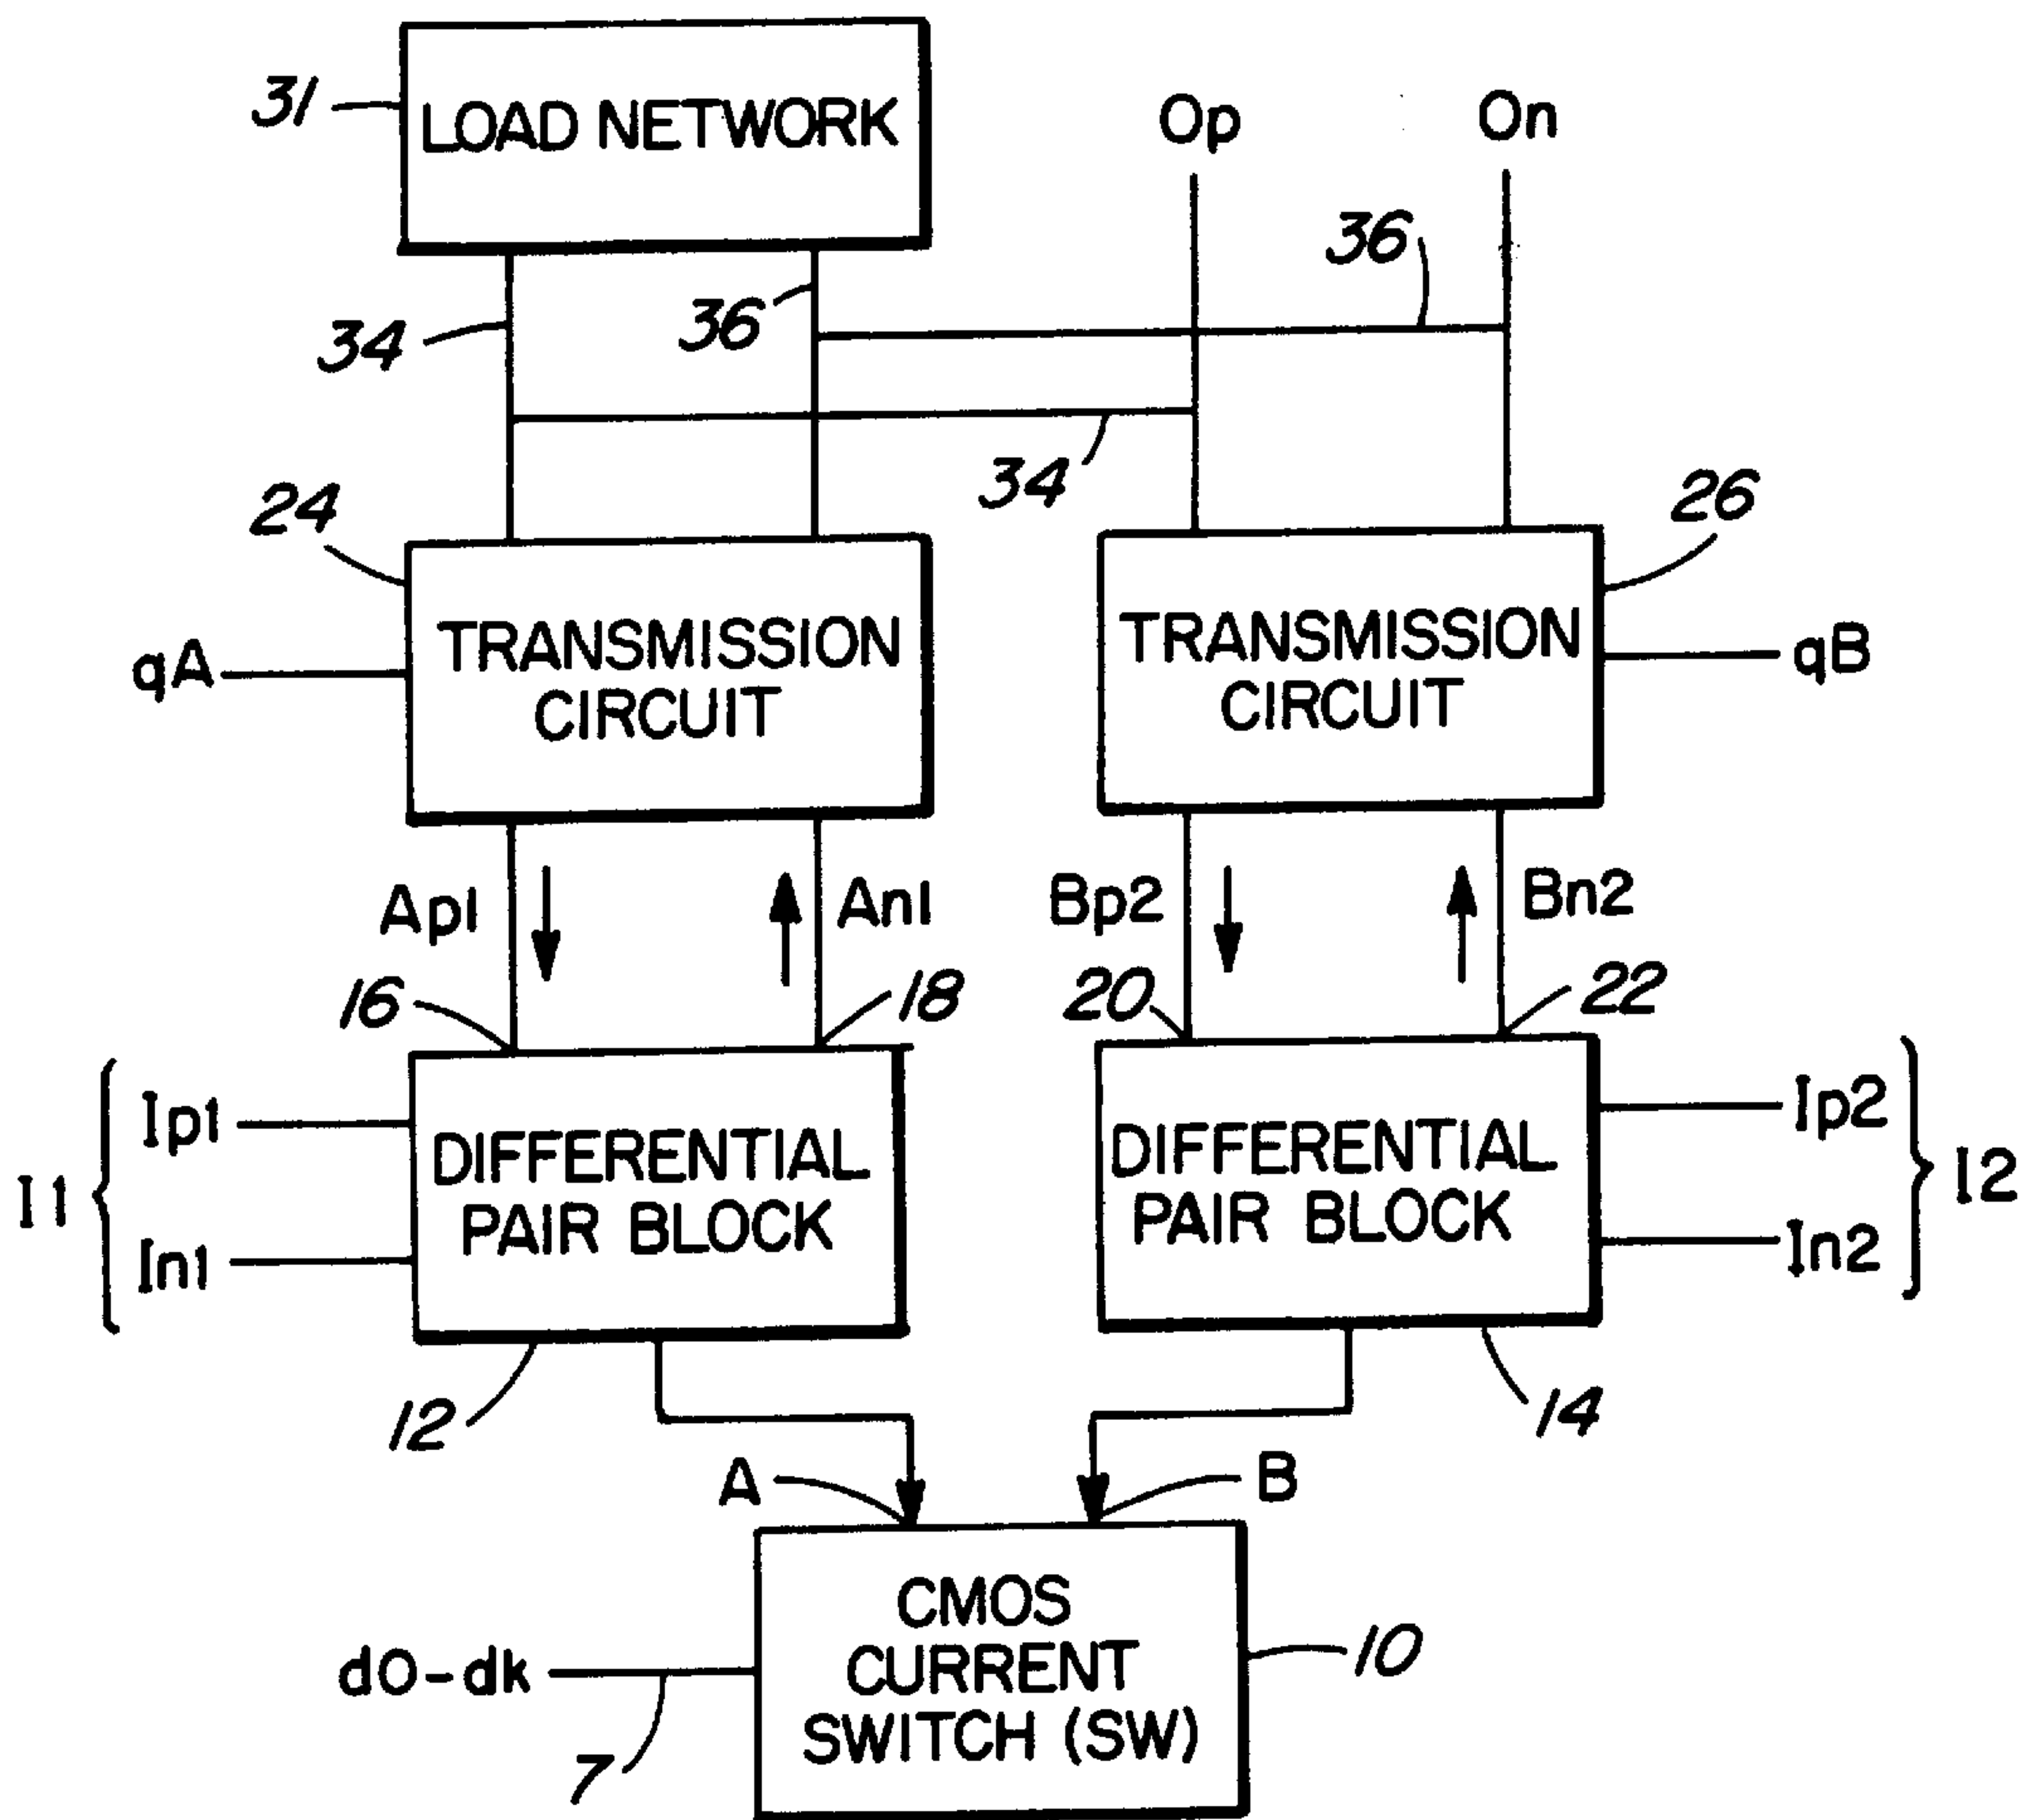 31
LOAD NETWORK
Op
On
36
34
36
34
24
26
qA
TRANSMISSION
CIRCUIT
TRANSMISSION
CIRCUIT
qB
Ap1
An1
Bp2
Bn2
16
18
20
22
I1
Ip1
In1
DIFFERENTIAL
PAIR BLOCK
DIFFERENTIAL
PAIR BLOCK
Ip2
In2
I2
12
14
A
B
d0-dk
7
CMOS
CURRENT
SWITCH (SW)
10